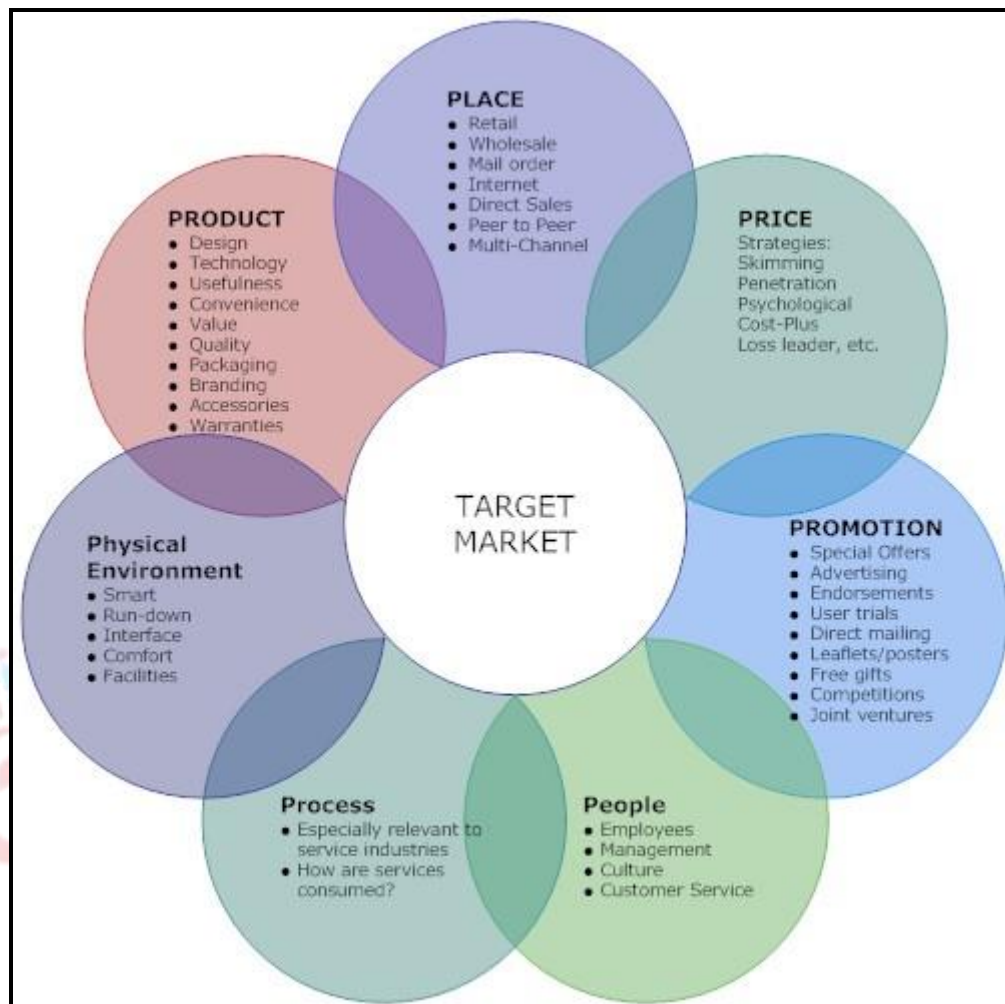 PLACE
● Retail
● Wholesale
● Mail order
● Internet
● Direct Sales
● Peer to Peer
● Multi-Channel
PRODUCT
● Design
● Technology
● Usefulness
● Convenience
● Value
● Quality
● Packaging
● Branding
● Accessories
● Warranties
PRICE
Strategies:
Skimming
Penetration
Psychological
Cost-Plus
Loss leader, etc.
TARGET
MARKET
Physical
Environment
● Smart
● Run-down
● Interface
● Comfort
● Facilities
PROMOTION
● Special Offers
● Advertising
● Endorsements
● User trials
● Direct mailing
● Leaflets/posters
● Free gifts
● Competitions
● Joint ventures
Process
● Especially relevant to
service industries
● How are services
consumed?
People
● Employees
● Management
● Culture
● Customer Service